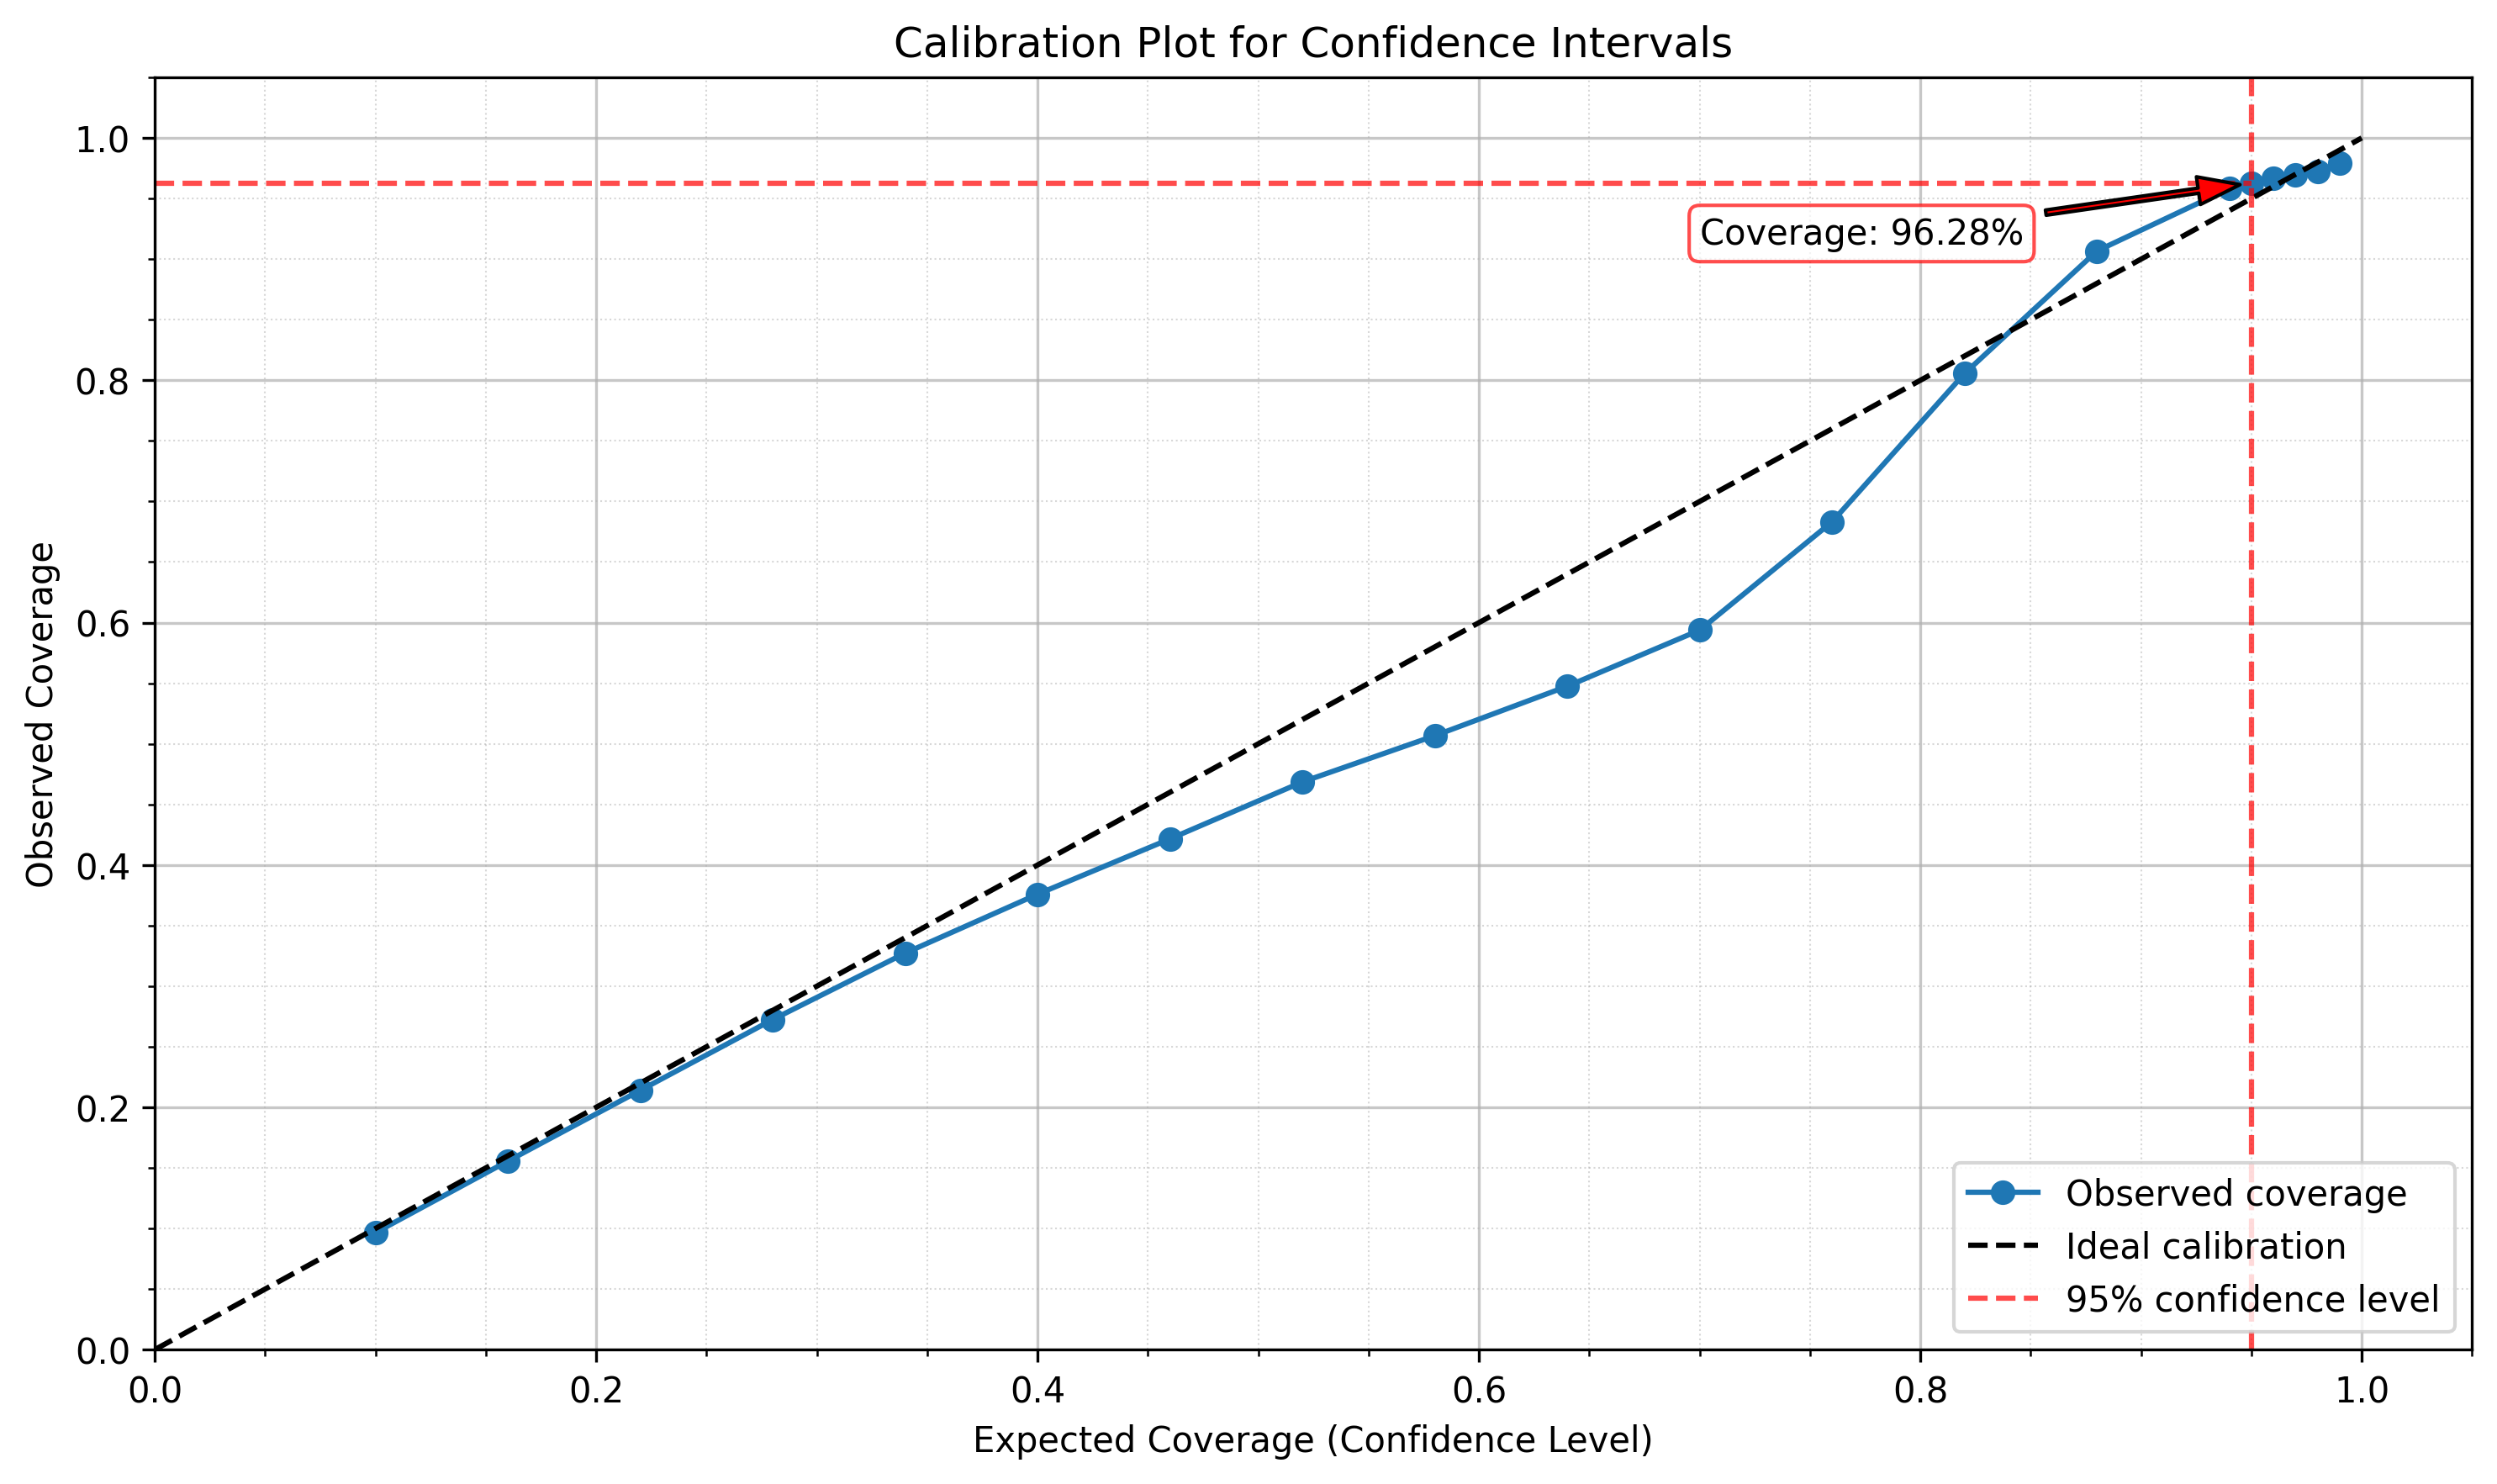 Calibration Plot for Confidence Intervals
1.0
0.8
0.6
0.4
0.2
0.0
Observed Coverage
Coverage: 96.28%
Observed coverage
Ideal calibration
95% confidence level
0.0 0.2 0.4 0.6 0.8 1.0
Expected Coverage (Confidence Level)